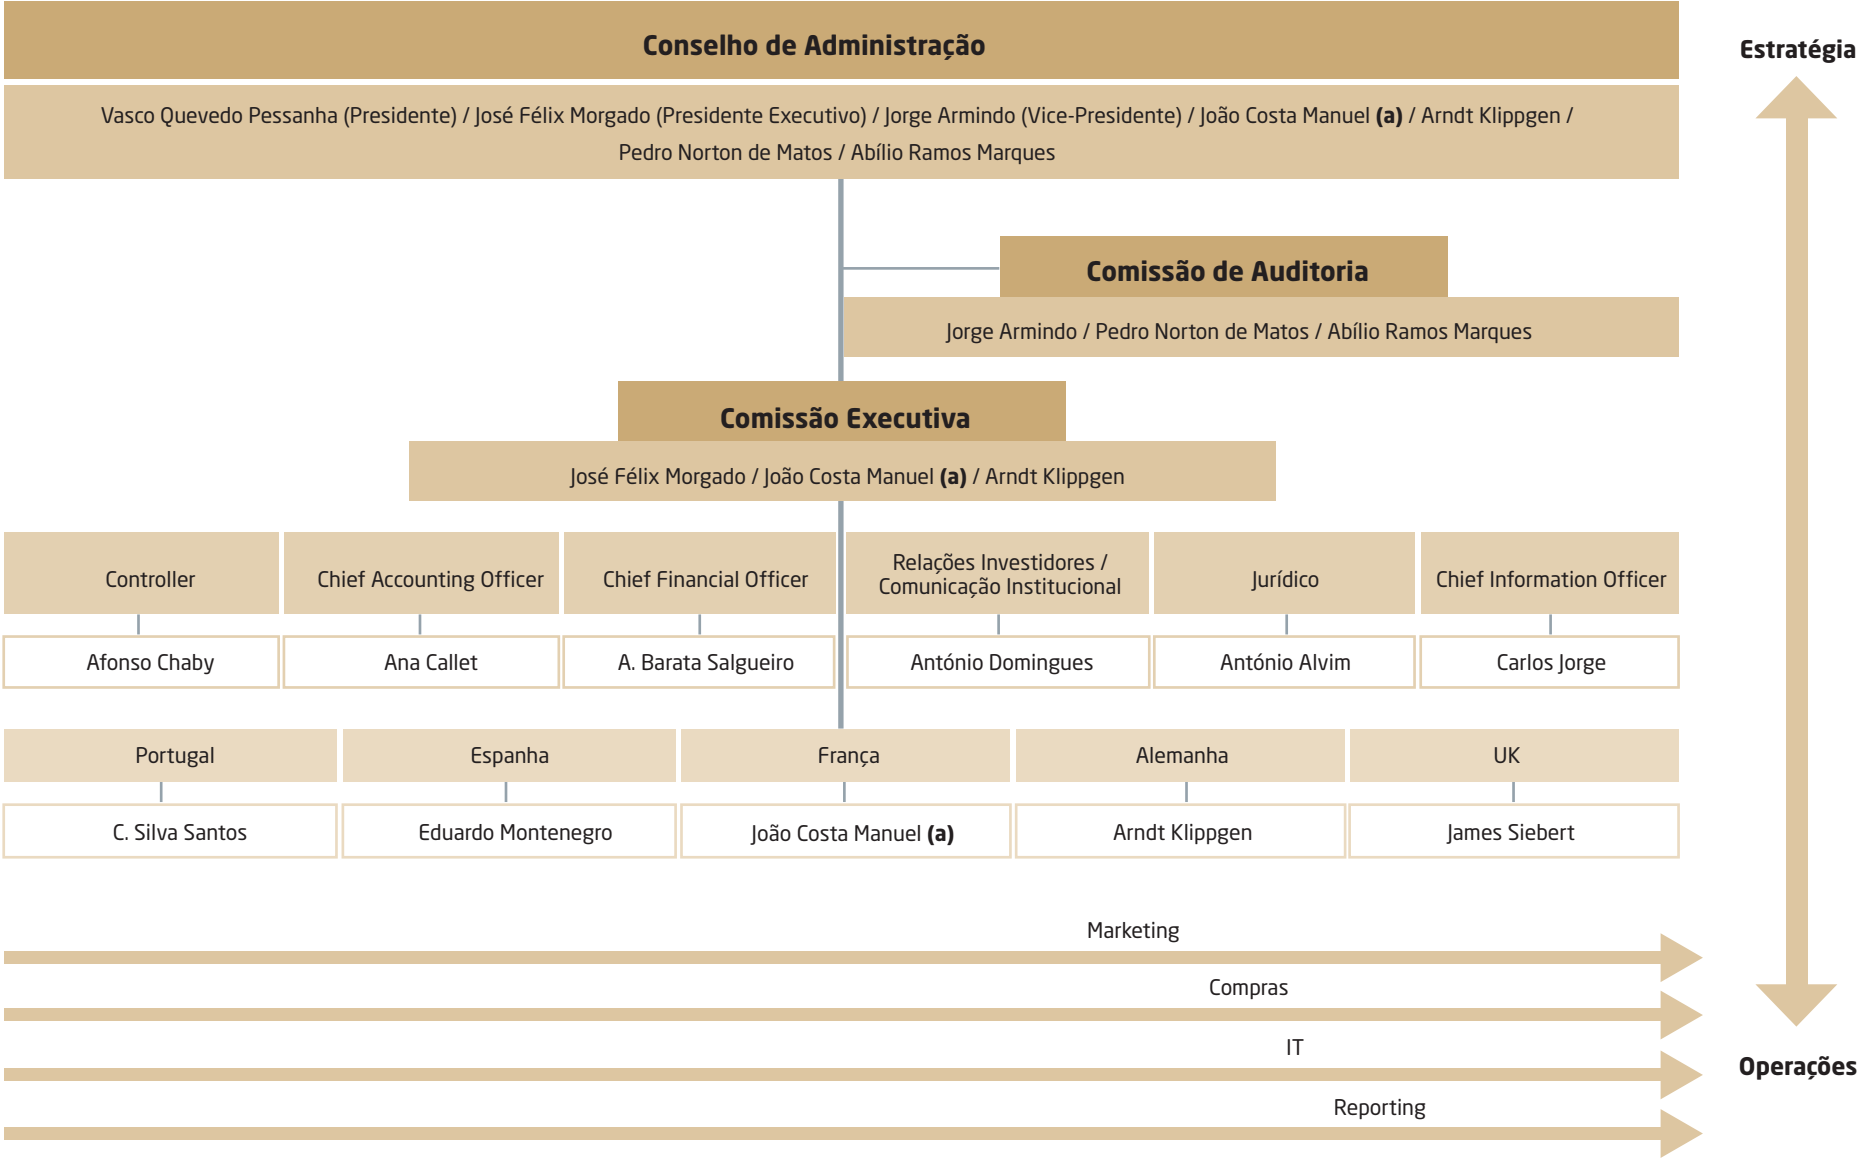 Conselho de Administração
Estratégia
Vasco Quevedo Pessanha (Presidente) / José Félix Morgado (Presidente Executivo) / Jorge Armindo (Vice-Presidente) / João Costa Manuel (a) / Arndt Klippgen /
Pedro Norton de Matos / Abílio Ramos Marques
Comissão de Auditoria
Jorge Armindo / Pedro Norton de Matos / Abílio Ramos Marques
Comissão Executiva
José Félix Morgado / João Costa Manuel (a) / Arndt Klippgen
Controller
Chief Accounting Officer
Chief Financial Officer
Relações Investidores /
Comunicação Institucional
Jurídico
Chief Information Officer
Afonso Chaby
Ana Callet
A. Barata Salgueiro
António Domingues
António Alvim
Carlos Jorge
Portugal
Espanha
França
Alemanha
UK
C. Silva Santos
Eduardo Montenegro
João Costa Manuel (a)
Arndt Klippgen
James Siebert
Marketing
Compras
IT
Operações
Reporting